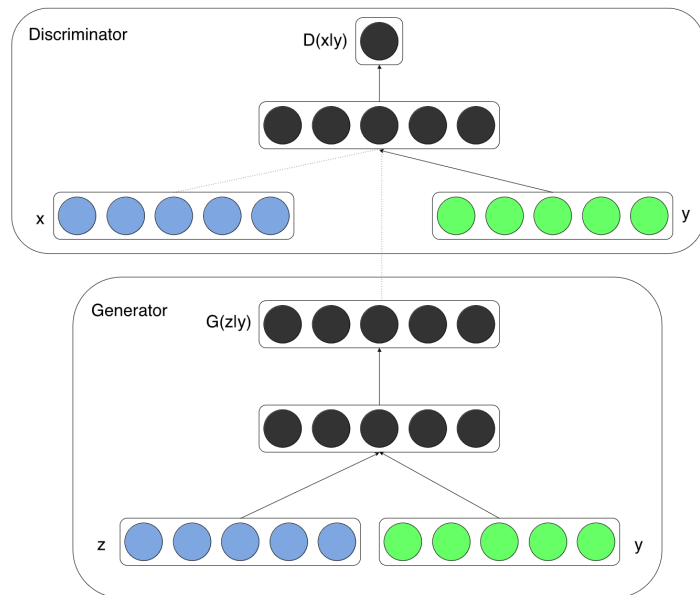 Discriminator
D(x|y)
x
y
Generator
G(z|y)
z
y